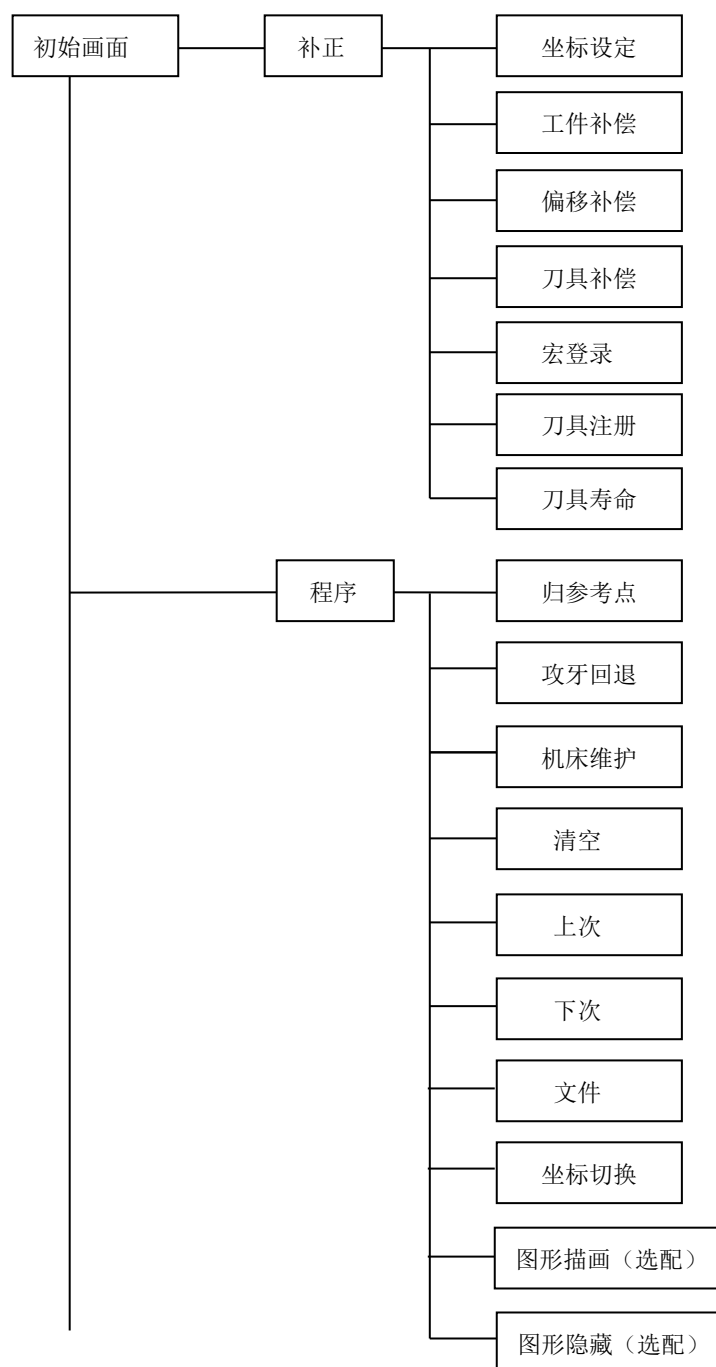 初始画面
补正
坐标设定
工件补偿
偏移补偿
刀具补偿
宏登录
刀具注册
刀具寿命
程序
归参考点
攻牙回退
机床维护
清空
上次
下次
文件
坐标切换
图形描画（选配）
图形隐藏（选配）